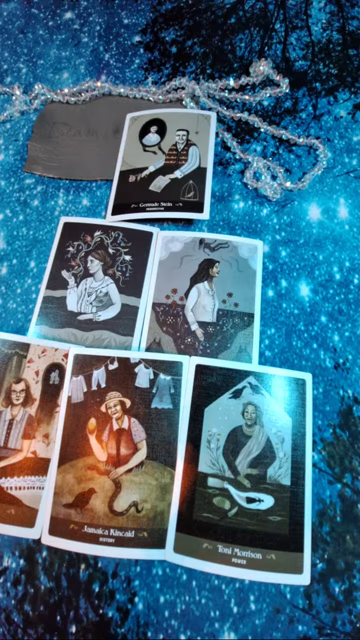 Gertrude Stein
Jamaica Kincaid
HISTORY
Toni Morrison
POWER